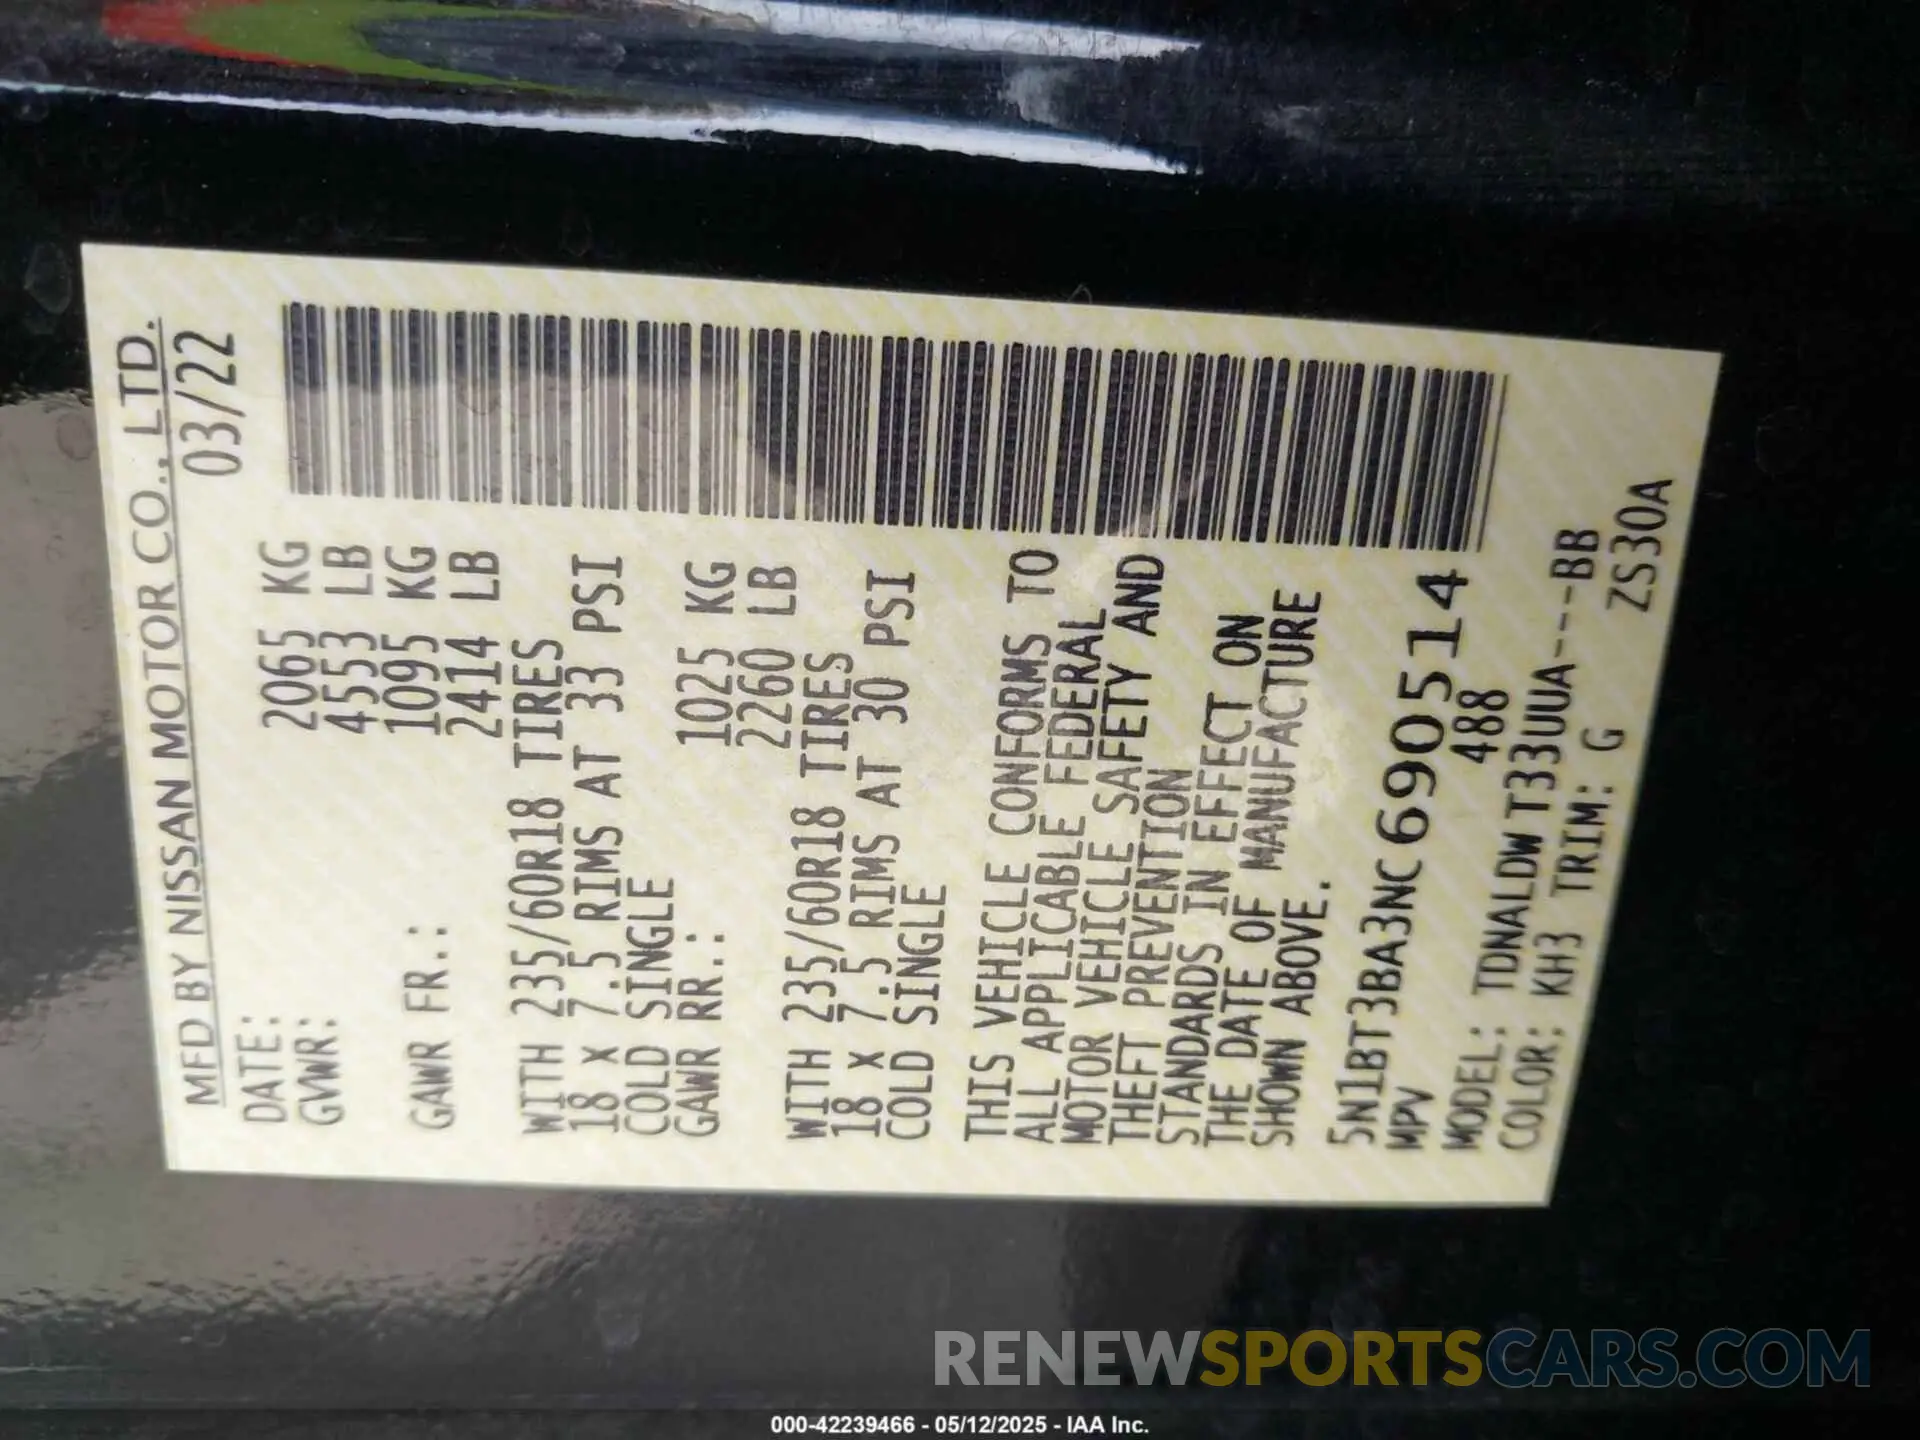 MFD BY NISSAN MOTOR CO., LTD.
DATE: 03/22
GVWR: 2065 KG
4553 LB
GAWR FR.: 1095 KG
2414 LB
WITH 235/60R18 TIRES
18 X 7.5 RIMS AT 33 PSI
COLD SINGLE
GAWR RR.: 1025 KG
2260 LB
WITH 235/60R18 TIRES
18 X 7.5 RIMS AT 30 PSI
COLD SINGLE
THIS VEHICLE CONFORMS TO
ALL APPLICABLE FEDERAL
MOTOR VEHICLE SAFETY AND
THEFT PREVENTION
STANDARDS IN EFFECT ON
THE DATE OF MANUFACTURE
SHOWN ABOVE.
5N1BT3BA3NC690514
MPV 488
MODEL: TDNALDW T33UUA---BB
COLOR: KH3 TRIM: G ZS30A
RENEWSPORTSCARS.COM
000-42239466 - 05/12/2025 - IAA Inc.